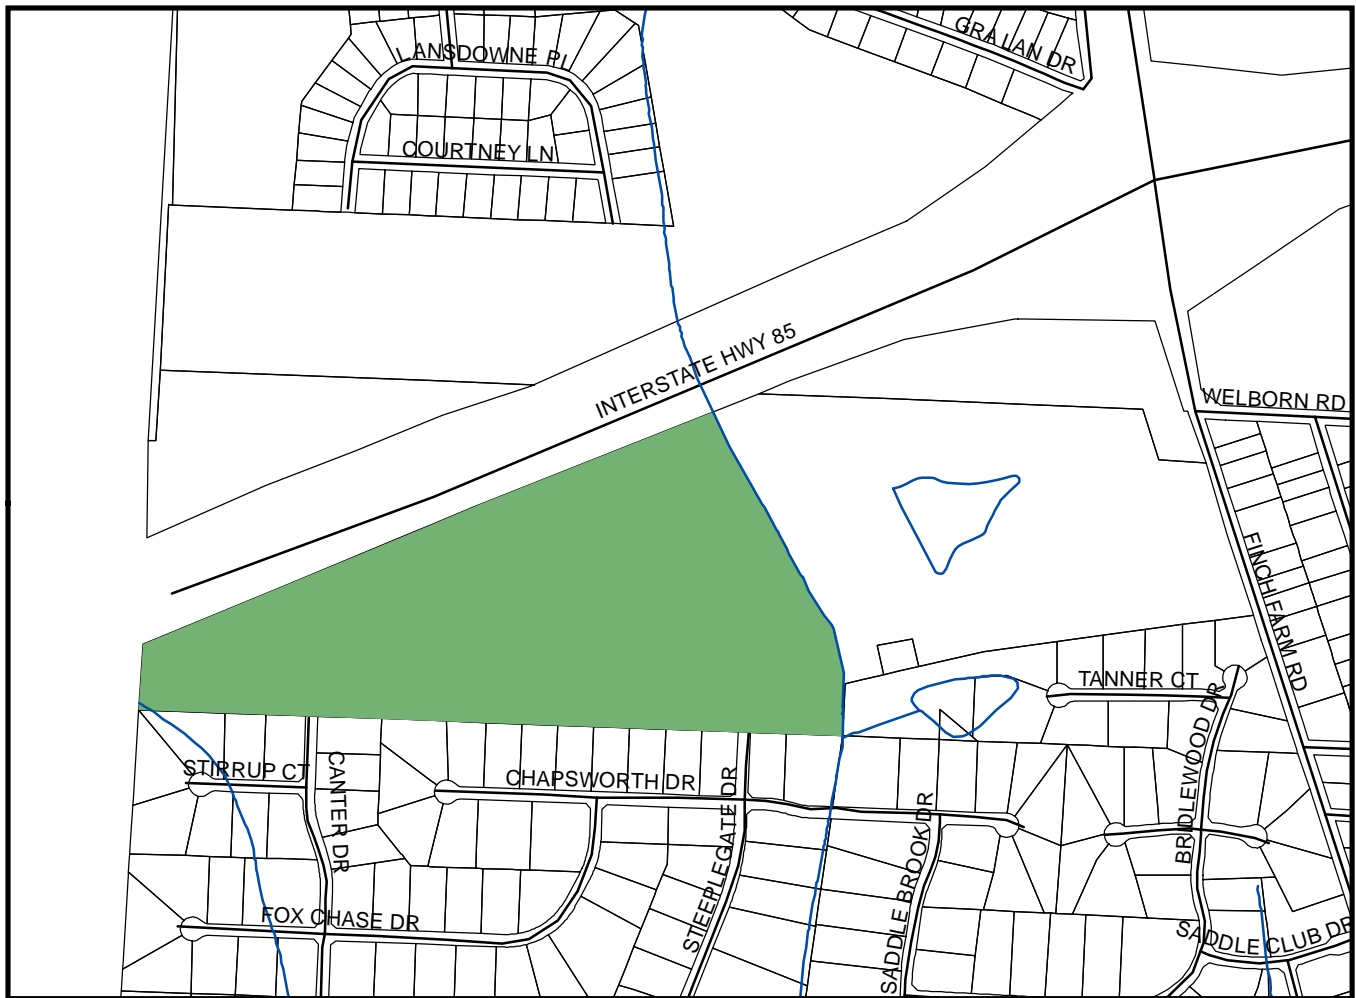 GRALAN DR
LANSDOWNE PL
COURTNEY LN
INTERSTATE HWY 85
WELBORN RD
FINCH FARM RD
TANNER CT
BRIDLEWOOD DR
STIRRUP CT
CANTER DR
CHAPSWORTH DR
STEEPLEGATE DR
SADDLE BROOK DR
FOX CHASE DR
SADDLE CLUB DR